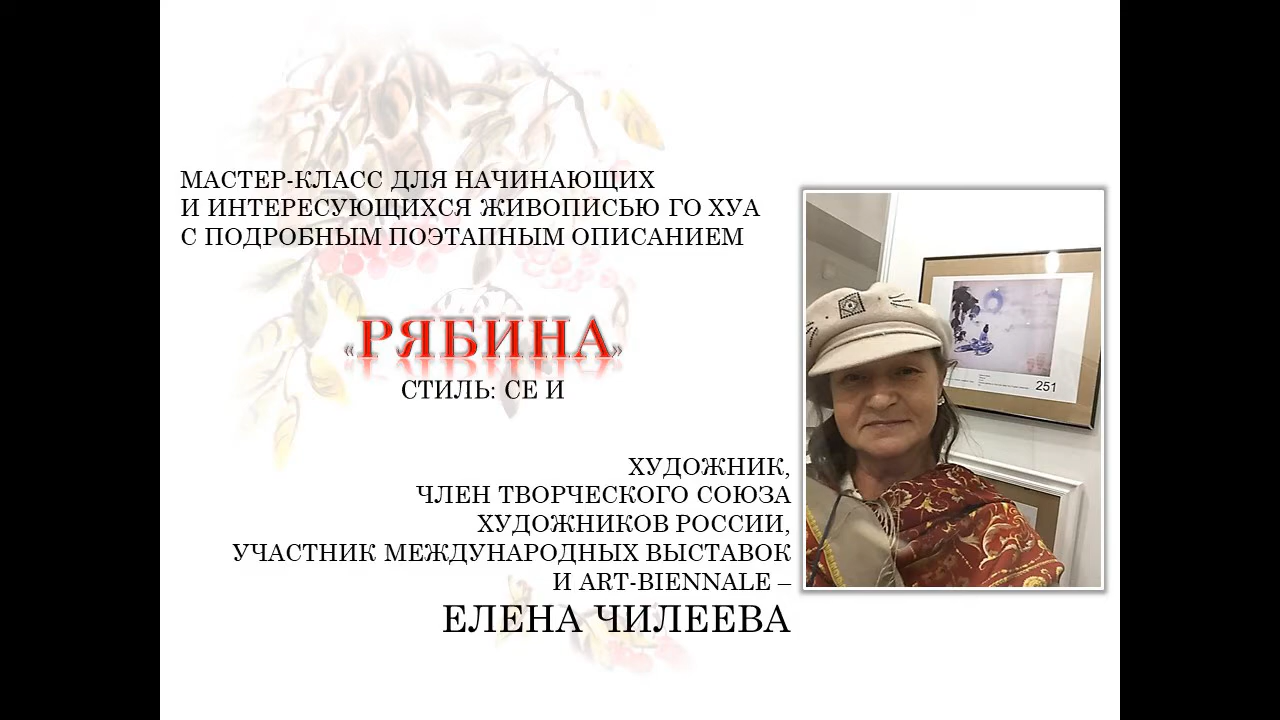 МАСТЕР-КЛАСС ДЛЯ НАЧИНАЮЩИХ
И ИНТЕРЕСУЮЩИХСЯ ЖИВОПИСЬЮ ГО ХУА
С ПОДРОБНЫМ ПОЭТАПНЫМ ОПИСАНИЕМ
«РЯБИНА»
СТИЛЬ: СЕ И
ХУДОЖНИК,
ЧЛЕН ТВОРЧЕСКОГО СОЮЗА
ХУДОЖНИКОВ РОССИИ,
УЧАСТНИК МЕЖДУНАРОДНЫХ ВЫСТАВОК
И ART-BIENNALE –
ЕЛЕНА ЧИЛЕЕВА
251